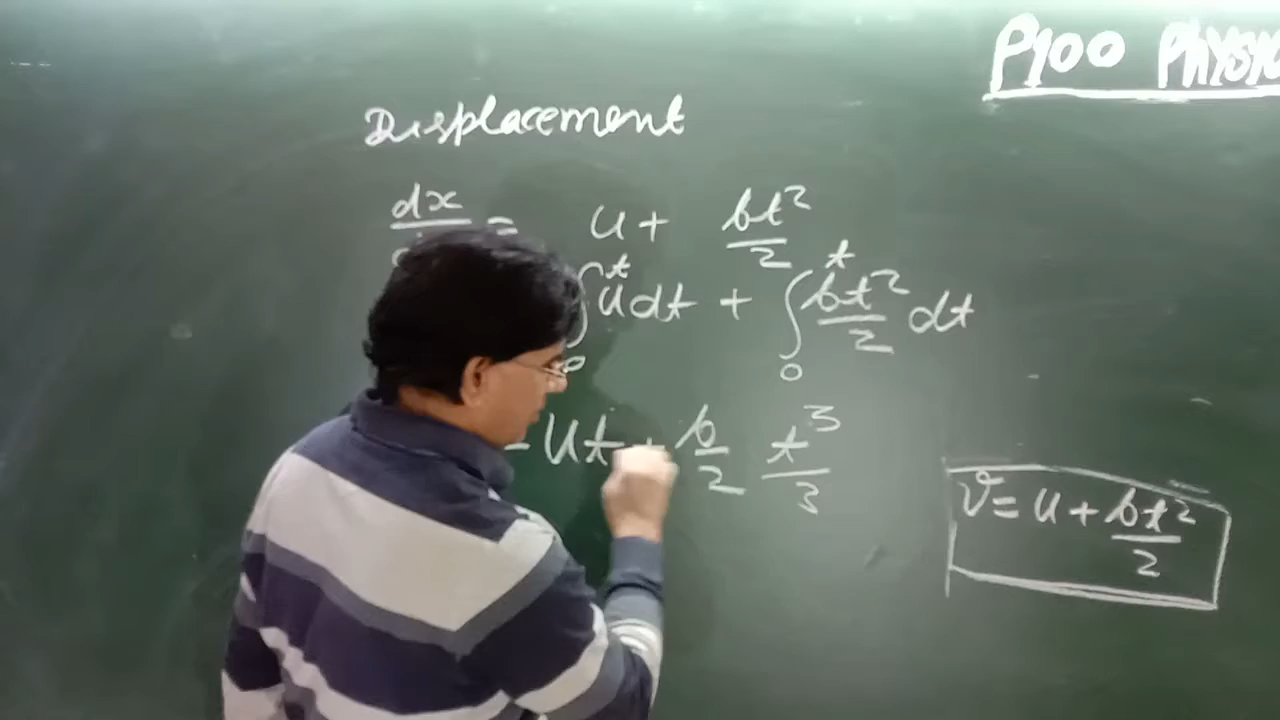 P100 Physic
Displacement
dx = u + bt²/2
∫₀ᵗ u dt + ∫₀ᵗ bt²/2 dt
= ut + b/2 t³/3
v = u + bt²/2